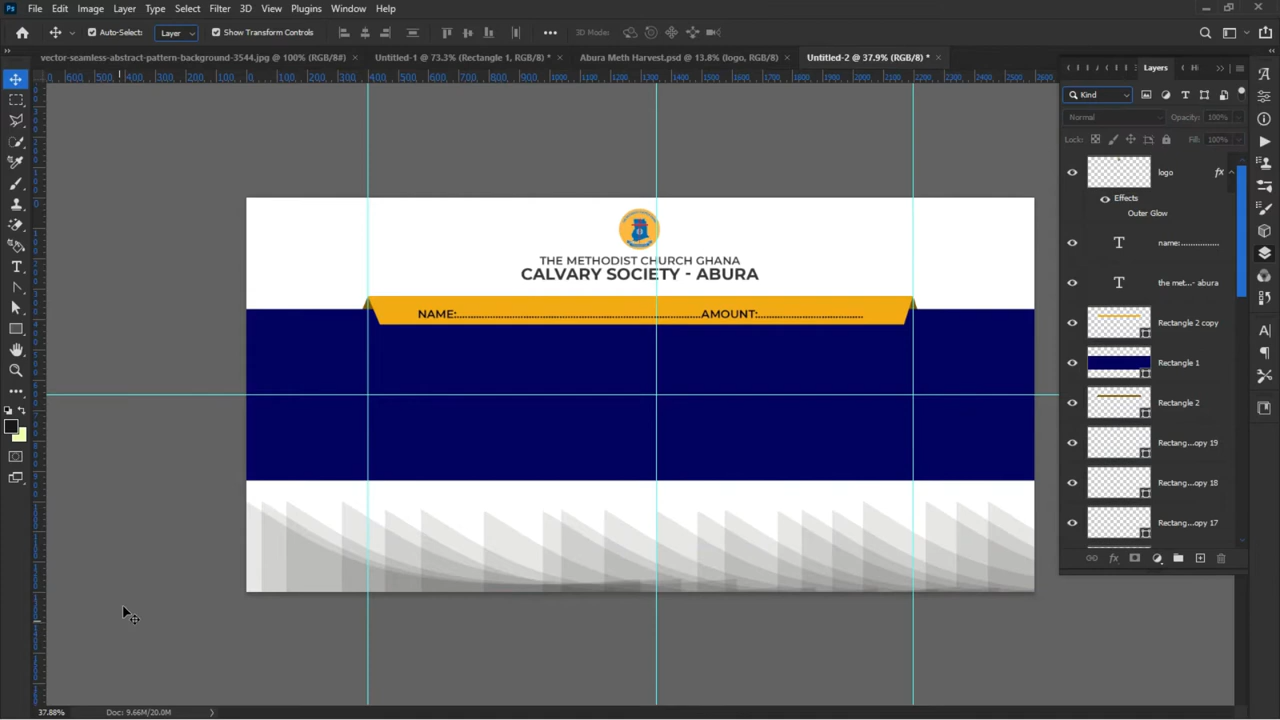 File Edit Image Layer Type Select Filter 3D View Plugins Window Help
Auto-Select: Layer Show Transform Controls 3D Mode:
vector-seamless-abstract-pattern-background-3544.jpg @ 100% (RGB/8#) × Untitled-1 @ 73.3% (Rectangle 1, RGB/8) * × Abura Meth Harvest.psd @ 13.8% (logo, RGB/8) × Untitled-2 @ 37.9% (RGB/8) * ×
Layers
Kind
Normal Opacity: 100%
Lock: Fill: 100%
logo fx
Effects
Outer Glow
name:................
the met...- abura
Rectangle 2 copy
Rectangle 1
Rectangle 2
Rectang...opy 19
Rectang...opy 18
Rectang...opy 17
THE METHODIST CHURCH GHANA
CALVARY SOCIETY - ABURA
NAME:..............................................................................AMOUNT:..................................
37.88% Doc: 9.66M/20.0M